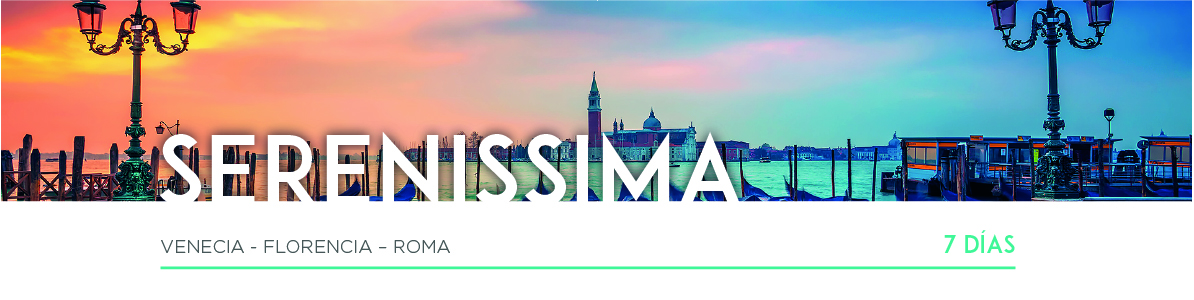 SERENISSIMA
VENECIA - FLORENCIA – ROMA
7 DÍAS